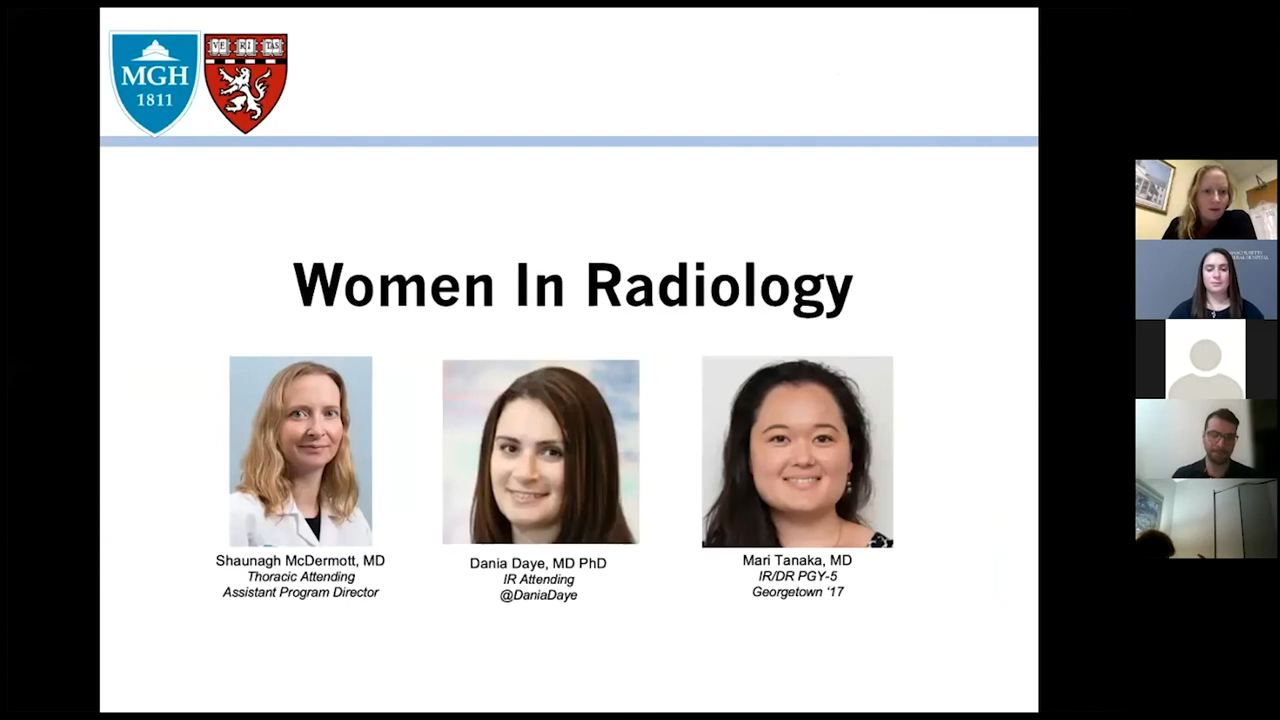 MGH
1811
VE RI TAS
Women In Radiology
Shaunagh McDermott, MD
Thoracic Attending
Assistant Program Director
Dania Daye, MD PhD
IR Attending
@DaniaDaye
Mari Tanaka, MD
IR/DR PGY-5
Georgetown ‘17